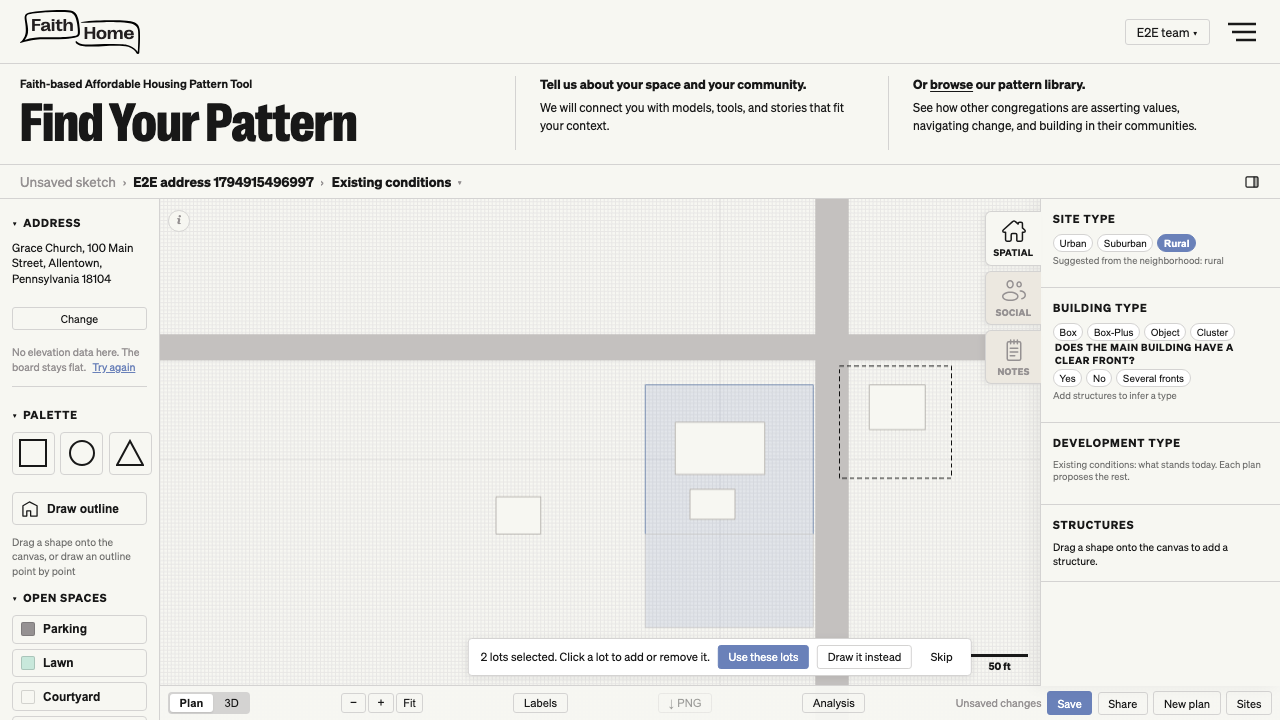 Faith Home
E2E team ▾
Faith-based Affordable Housing Pattern Tool
Find Your Pattern
Tell us about your space and your community.
We will connect you with models, tools, and stories that fit
your context.
Or browse our pattern library.
See how other congregations are asserting values,
navigating change, and building in their communities.
Unsaved sketch › E2E address 1794915496997 › Existing conditions ▾
▾ ADDRESS
Grace Church, 100 Main
Street, Allentown,
Pennsylvania 18104
Change
No elevation data here. The
board stays flat. Try again
▾ PALETTE
Draw outline
Drag a shape onto the
canvas, or draw an outline
point by point
▾ OPEN SPACES
Parking
Lawn
Courtyard
i
SPATIAL
SOCIAL
NOTES
2 lots selected. Click a lot to add or remove it.
Use these lots
Draw it instead
Skip
50 ft
SITE TYPE
Urban Suburban Rural
Suggested from the neighborhood: rural
BUILDING TYPE
Box Box-Plus Object Cluster
DOES THE MAIN BUILDING HAVE A
CLEAR FRONT?
Yes No Several fronts
Add structures to infer a type
DEVELOPMENT TYPE
Existing conditions: what stands today. Each plan
proposes the rest.
STRUCTURES
Drag a shape onto the canvas to add a
structure.
Plan 3D
− + Fit
Labels
↓ PNG
Analysis
Unsaved changes
Save
Share
New plan
Sites